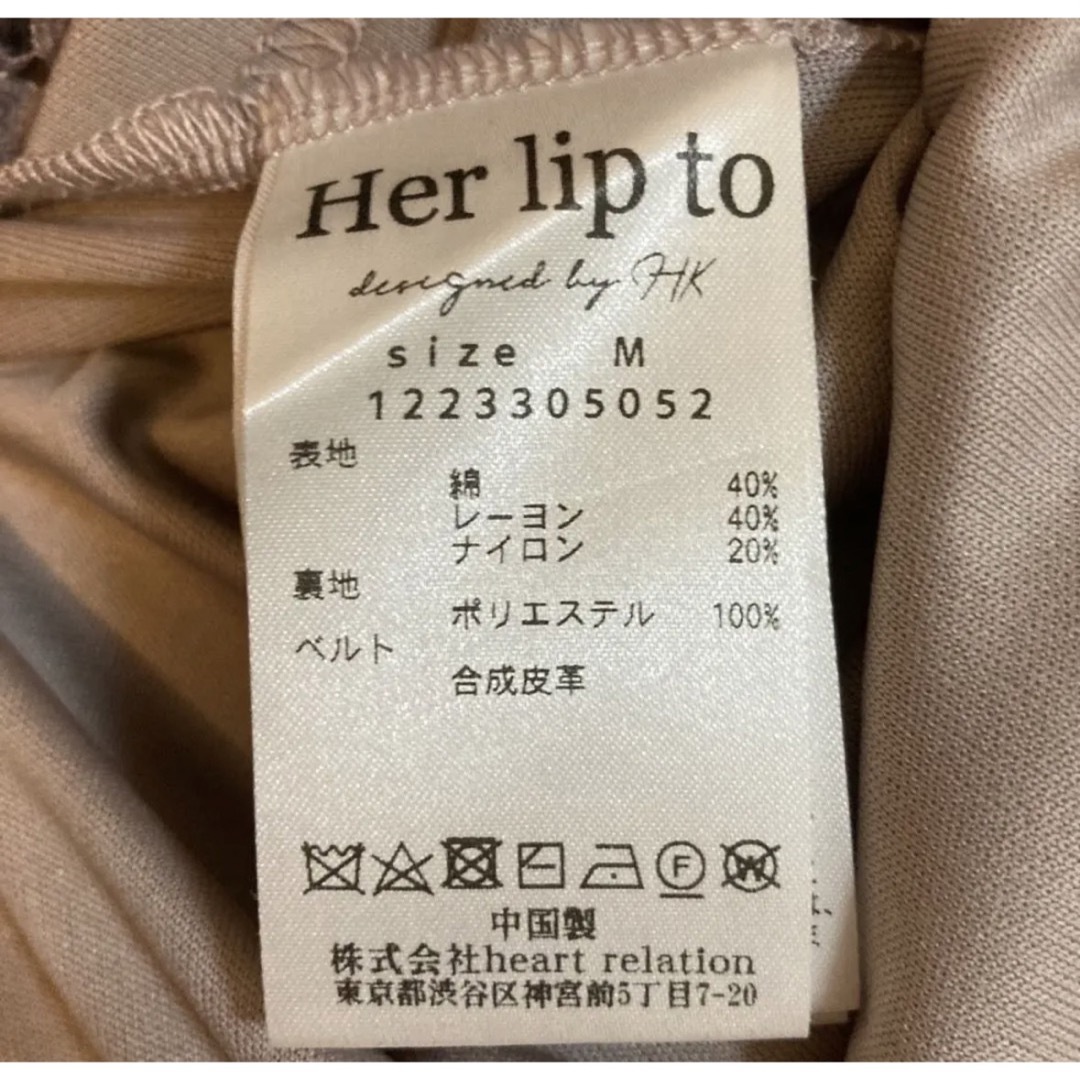 Her lip to
designed by HK
size M
1223305052
表地
綿 40%
レーヨン 40%
ナイロン 20%
裏地
ポリエステル 100%
ベルト
合成皮革
F W
中国製
株式会社heart relation
東京都渋谷区神宮前5丁目7-20